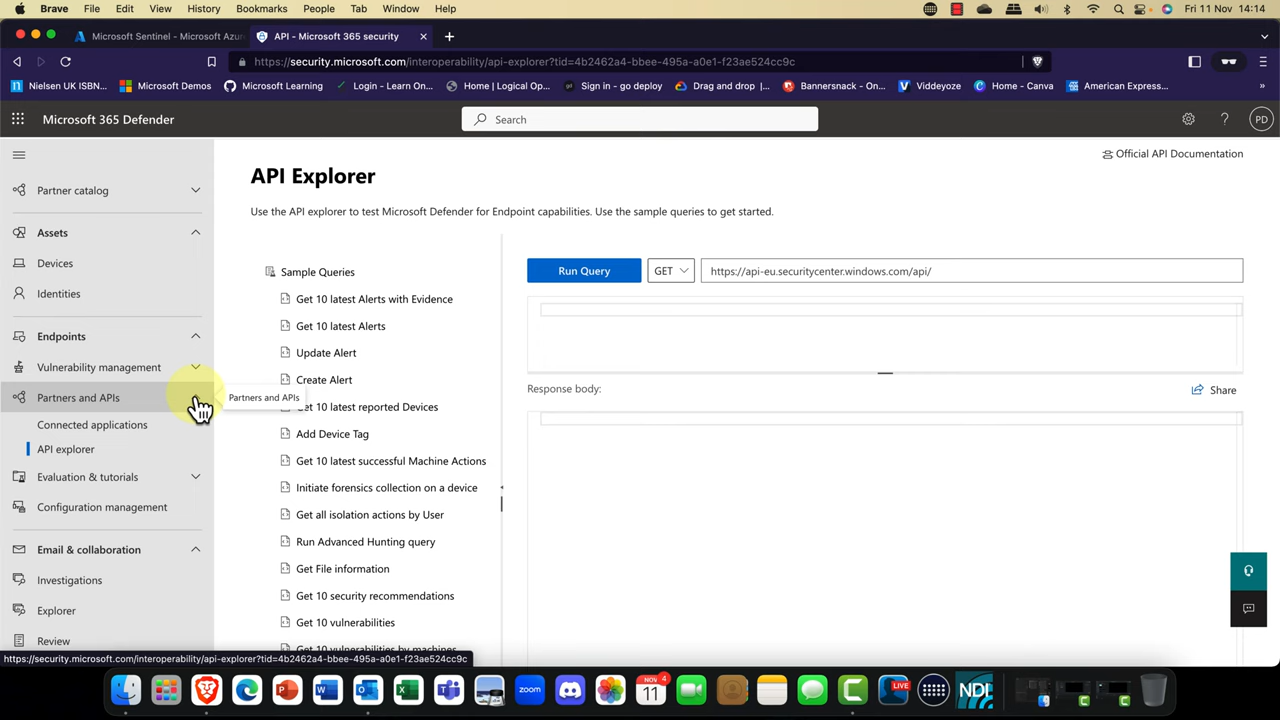 Brave File Edit View History Bookmarks People Tab Window Help Fri 11 Nov 14:14
Microsoft Sentinel - Microsoft Azur
API - Microsoft 365 security
https://security.microsoft.com/interoperability/api-explorer?tid=4b2462a4-bbee-495a-a0e1-f23ae524cc9c
Nielsen UK ISBN... Microsoft Demos Microsoft Learning Login - Learn On... Home | Logical Op... Sign in - go deploy Drag and drop |... Bannersnack - On... Viddeyoze Home - Canva American Express... »
Microsoft 365 Defender
Search
PD
Partner catalog
Assets
Devices
Identities
Endpoints
Vulnerability management
Partners and APIs
Partners and APIs
Connected applications
API explorer
Evaluation & tutorials
Configuration management
Email & collaboration
Investigations
Explorer
Review
https://security.microsoft.com/interoperability/api-explorer?tid=4b2462a4-bbee-495a-a0e1-f23ae524cc9c
Official API Documentation
API Explorer
Use the API explorer to test Microsoft Defender for Endpoint capabilities. Use the sample queries to get started.
Sample Queries
Get 10 latest Alerts with Evidence
Get 10 latest Alerts
Update Alert
Create Alert
Get 10 latest reported Devices
Add Device Tag
Get 10 latest successful Machine Actions
Initiate forensics collection on a device
Get all isolation actions by User
Run Advanced Hunting query
Get File information
Get 10 security recommendations
Get 10 vulnerabilities
Get 10 vulnerabilities by machines
Run Query
GET
https://api-eu.securitycenter.windows.com/api/
Response body:
Share
NOV 11 4
zoom
LIVE
NDI